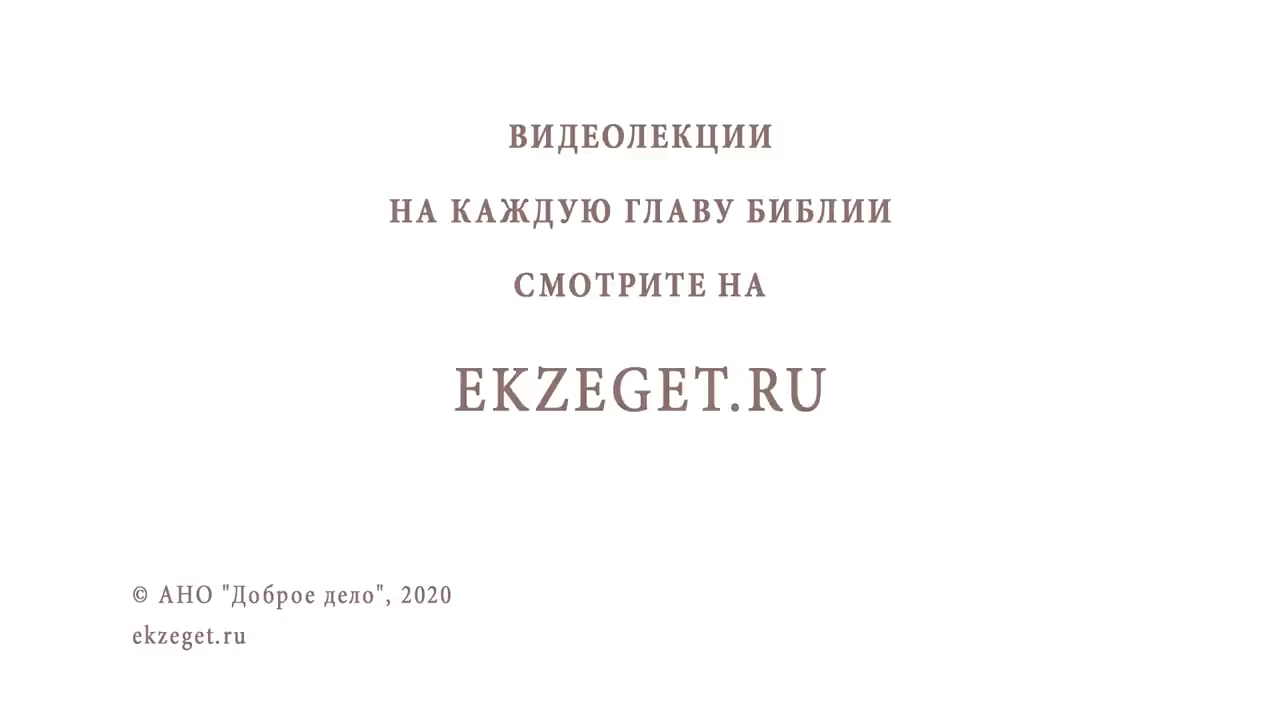 ВИДЕОЛЕКЦИИ
НА КАЖДУЮ ГЛАВУ БИБЛИИ
СМОТРИТЕ НА
EKZEGET.RU
© АНО "Доброе дело", 2020
ekzeget.ru